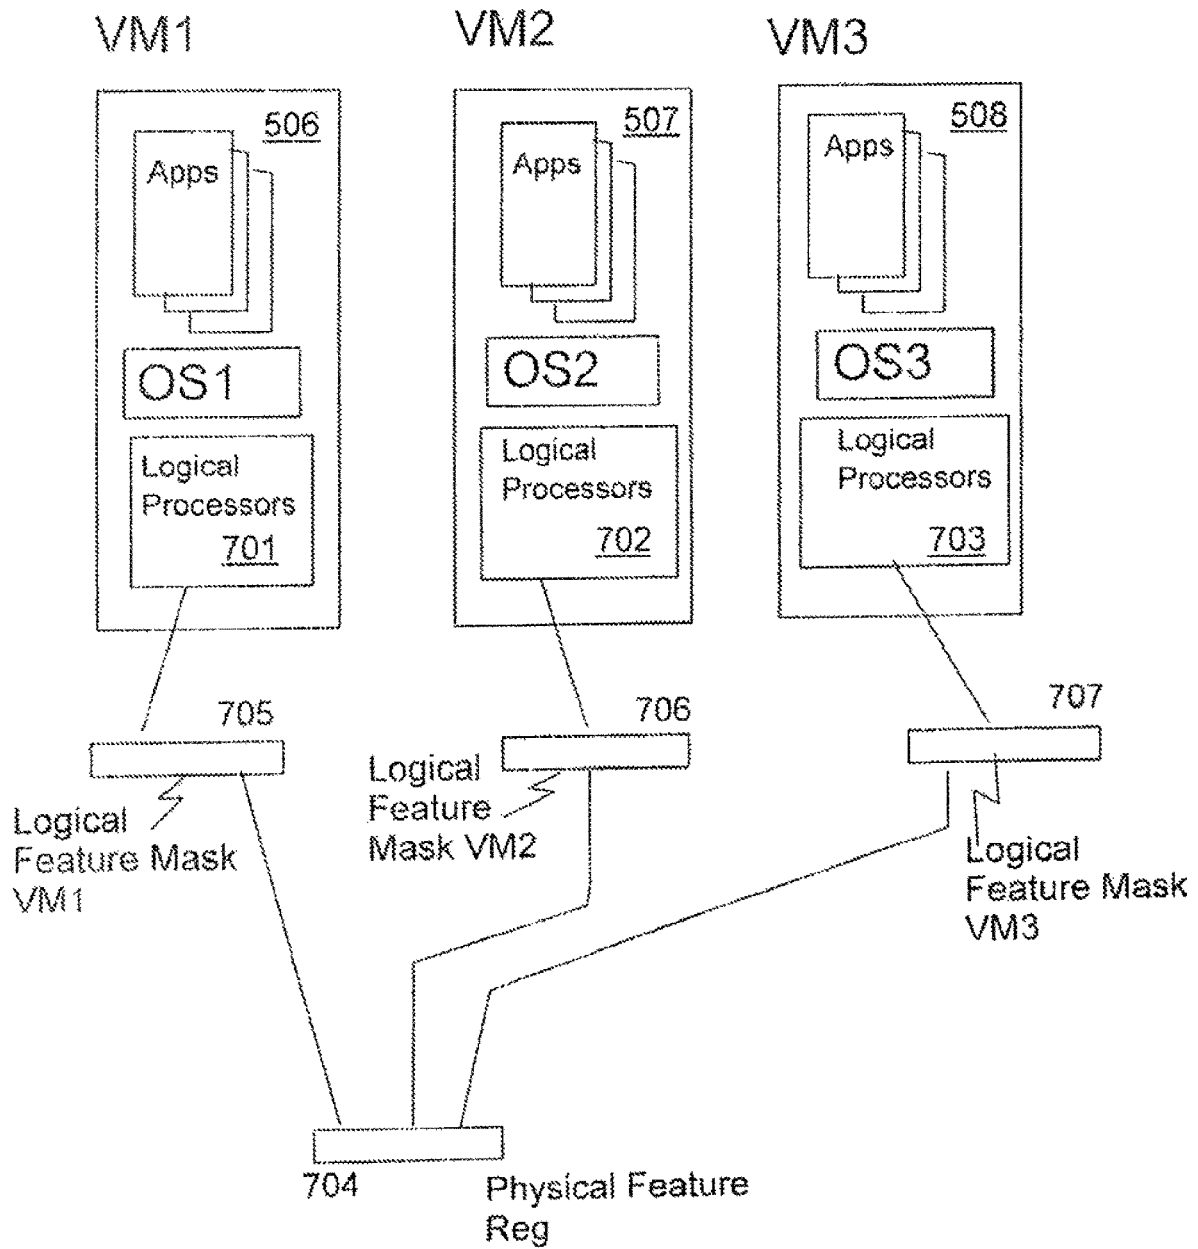 VM1
VM2
VM3
506
507
508
Apps
Apps
Apps
OS1
OS2
OS3
Logical
Processors
701
Logical
Processors
702
Logical
Processors
703
705
706
707
Logical
Feature Mask
VM1
Logical
Feature
Mask VM2
Logical
Feature Mask
VM3
704
Physical Feature
Reg